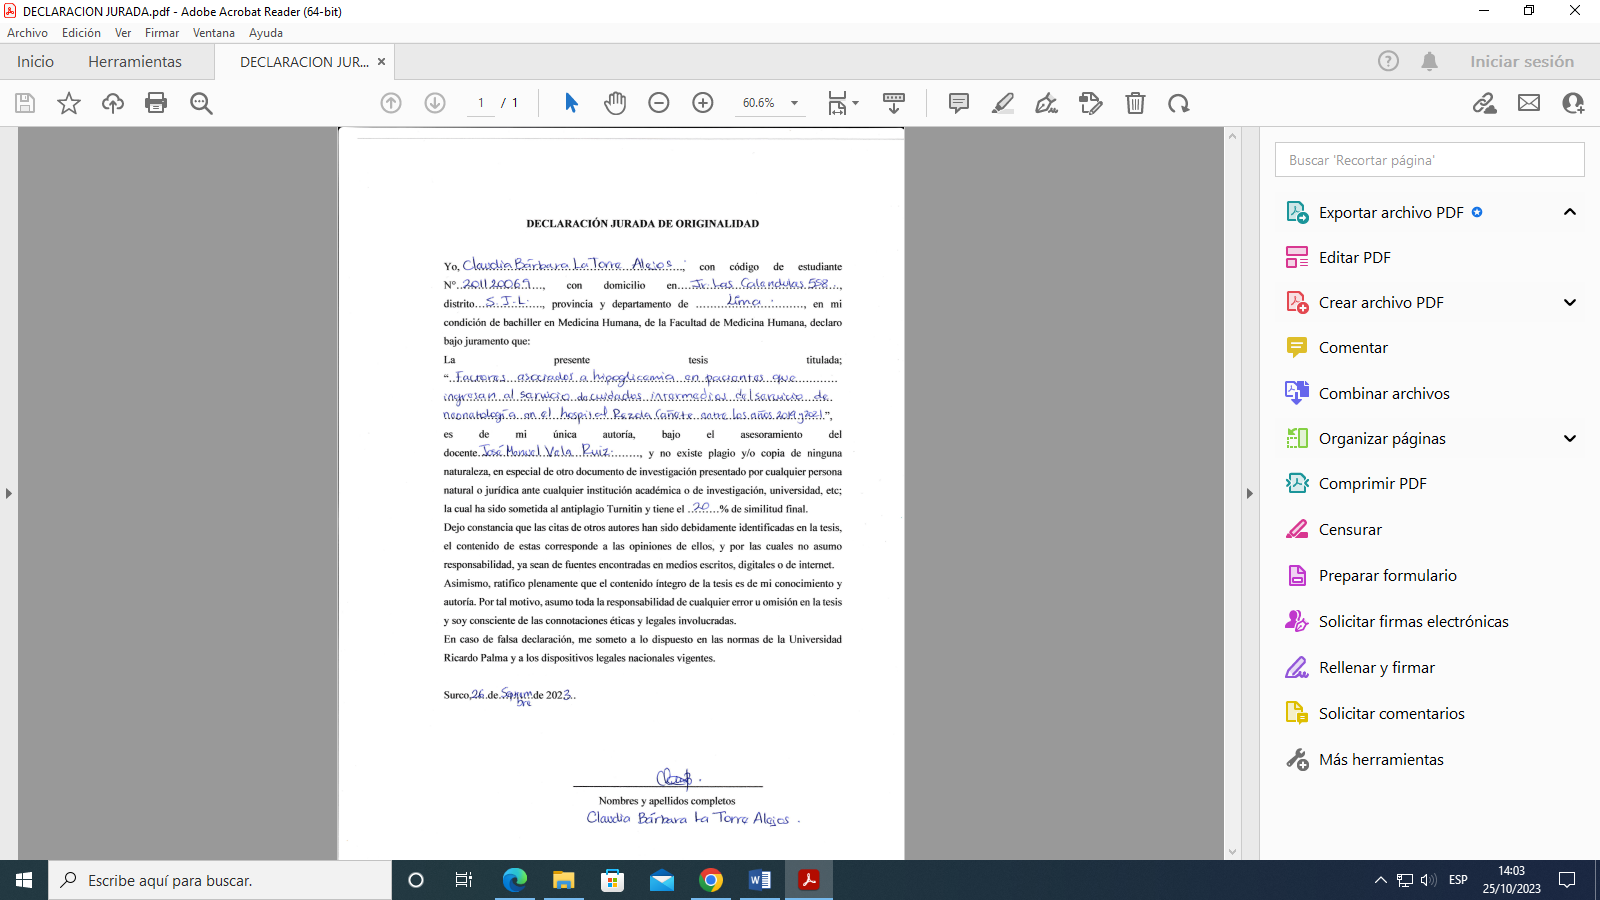 DECLARACION JURADA.pdf - Adobe Acrobat Reader (64-bit)
Archivo Edición Ver Firmar Ventana Ayuda
Inicio Herramientas DECLARACION JUR... × Iniciar sesión
1 / 1 60.6%
Buscar 'Recortar página'
Exportar archivo PDF
Editar PDF
Crear archivo PDF
Comentar
Combinar archivos
Organizar páginas
Comprimir PDF
Censurar
Preparar formulario
Solicitar firmas electrónicas
Rellenar y firmar
Solicitar comentarios
Más herramientas
DECLARACIÓN JURADA DE ORIGINALIDAD
Yo, Claudia Bárbara La Torre Alejos, con código de estudiante
N° 201120069, con domicilio en Jr. Las Calendulas 558,
distrito S.J.L., provincia y departamento de Lima, en mi
condición de bachiller en Medicina Humana, de la Facultad de Medicina Humana, declaro
bajo juramento que:
La presente tesis titulada;
“Factores asociados a hipoglicemia en pacientes que
ingresan al servicio de cuidados intermedios del servicio de
neonatología en el hospital Rezola Cañete entre los años 2019 y 2021”,
es de mi única autoría, bajo el asesoramiento del
docente José Manuel Vela Ruiz, y no existe plagio y/o copia de ninguna
naturaleza, en especial de otro documento de investigación presentado por cualquier persona
natural o jurídica ante cualquier institución académica o de investigación, universidad, etc;
la cual ha sido sometida al antiplagio Turnitin y tiene el 20 % de similitud final.
Dejo constancia que las citas de otros autores han sido debidamente identificadas en la tesis,
el contenido de estas corresponde a las opiniones de ellos, y por las cuales no asumo
responsabilidad, ya sean de fuentes encontradas en medios escritos, digitales o de internet.
Asimismo, ratifico plenamente que el contenido íntegro de la tesis es de mi conocimiento y
autoría. Por tal motivo, asumo toda la responsabilidad de cualquier error u omisión en la tesis
y soy consciente de las connotaciones éticas y legales involucradas.
En caso de falsa declaración, me someto a lo dispuesto en las normas de la Universidad
Ricardo Palma y a los dispositivos legales nacionales vigentes.
Surco, 26 de Septiembre de 2023.
Nombres y apellidos completos
Claudia Bárbara La Torre Alejos.
Escribe aquí para buscar.
ESP
14:03
25/10/2023